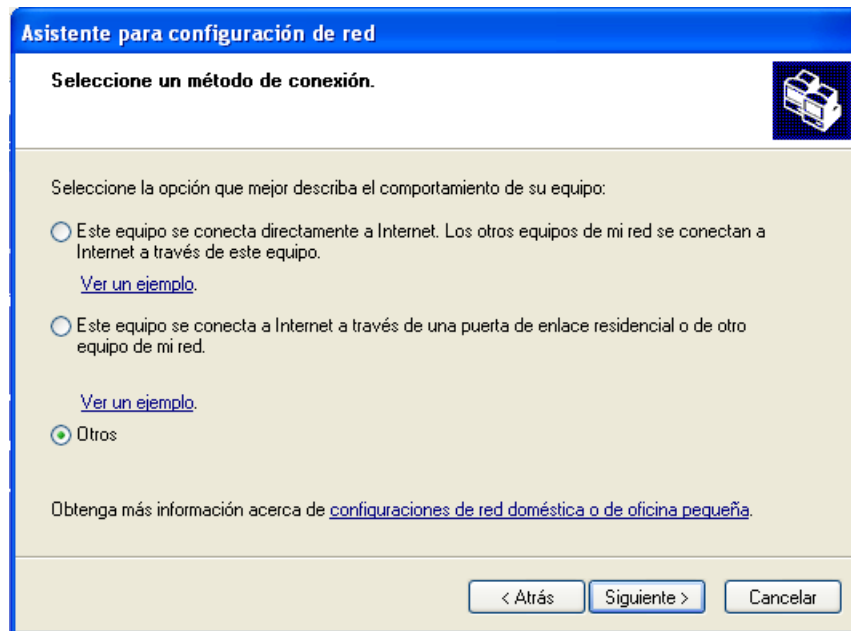 Asistente para configuración de red
Seleccione un método de conexión.
Seleccione la opción que mejor describa el comportamiento de su equipo:
Este equipo se conecta directamente a Internet. Los otros equipos de mi red se conectan a
Internet a través de este equipo.
Ver un ejemplo.
Este equipo se conecta a Internet a través de una puerta de enlace residencial o de otro
equipo de mi red.
Ver un ejemplo.
Otros
Obtenga más información acerca de configuraciones de red doméstica o de oficina pequeña.
< Atrás Siguiente > Cancelar